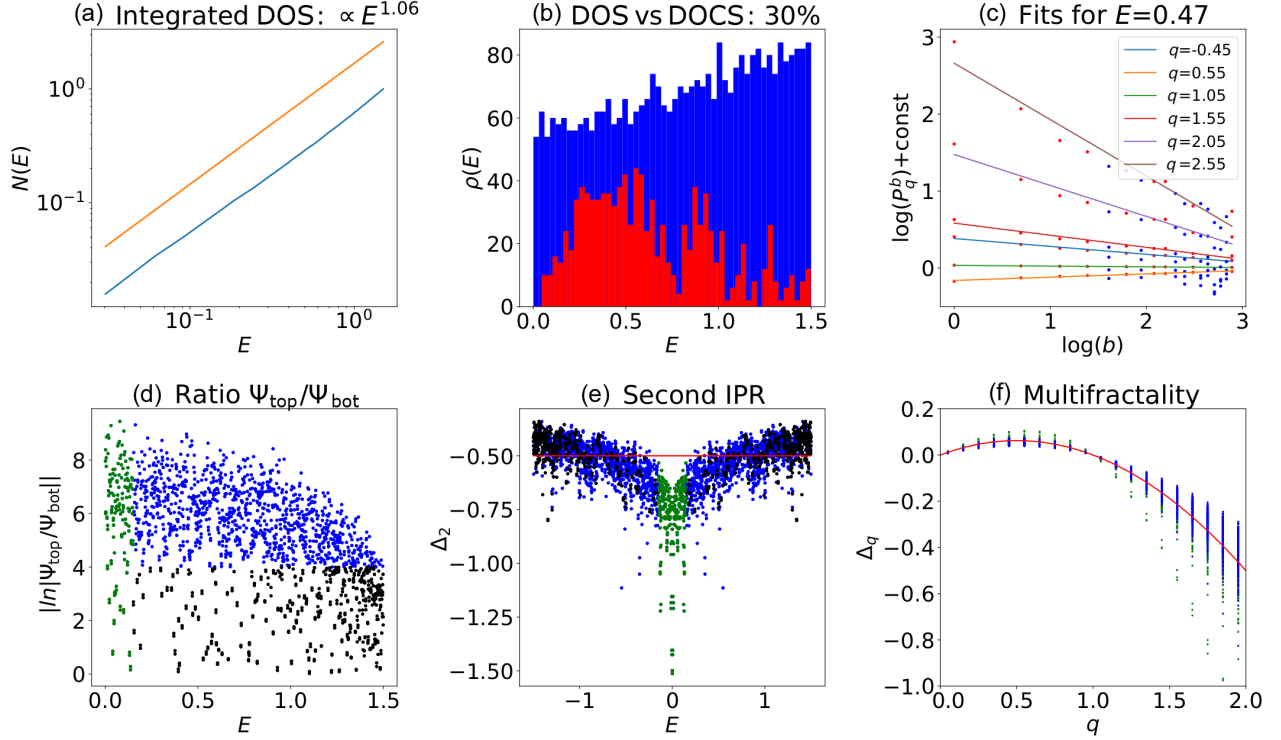 (a) Integrated DOS: ∝ E^1.06
N(E)
10^0
10^-1
10^-1
10^0
E
(b) DOS vs DOCS: 30%
ρ(E)
80
60
40
20
0
0.0
0.5
1.0
1.5
E
(c) Fits for E=0.47
log(P_q^b)+const
3
2
1
0
q=-0.45
q=0.55
q=1.05
q=1.55
q=2.05
q=2.55
0
1
2
3
log(b)
(d) Ratio Ψ_top/Ψ_bot
|ln|Ψ_top/Ψ_bot||
8
6
4
2
0
0.0
0.5
1.0
1.5
E
(e) Second IPR
Δ_2
−0.50
−0.75
−1.00
−1.25
−1.50
−1
0
1
E
(f) Multifractality
Δ_q
0.2
0.0
−0.2
−0.4
−0.6
−0.8
−1.0
0.0
0.5
1.0
1.5
2.0
q